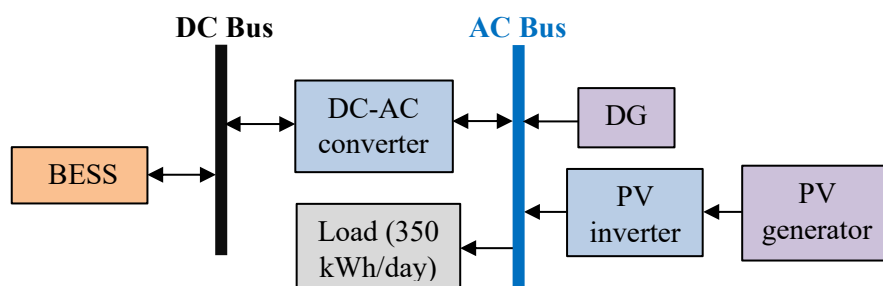 DC Bus
AC Bus
DC-AC
converter
DG
BESS
Load (350
kWh/day)
PV
inverter
PV
generator